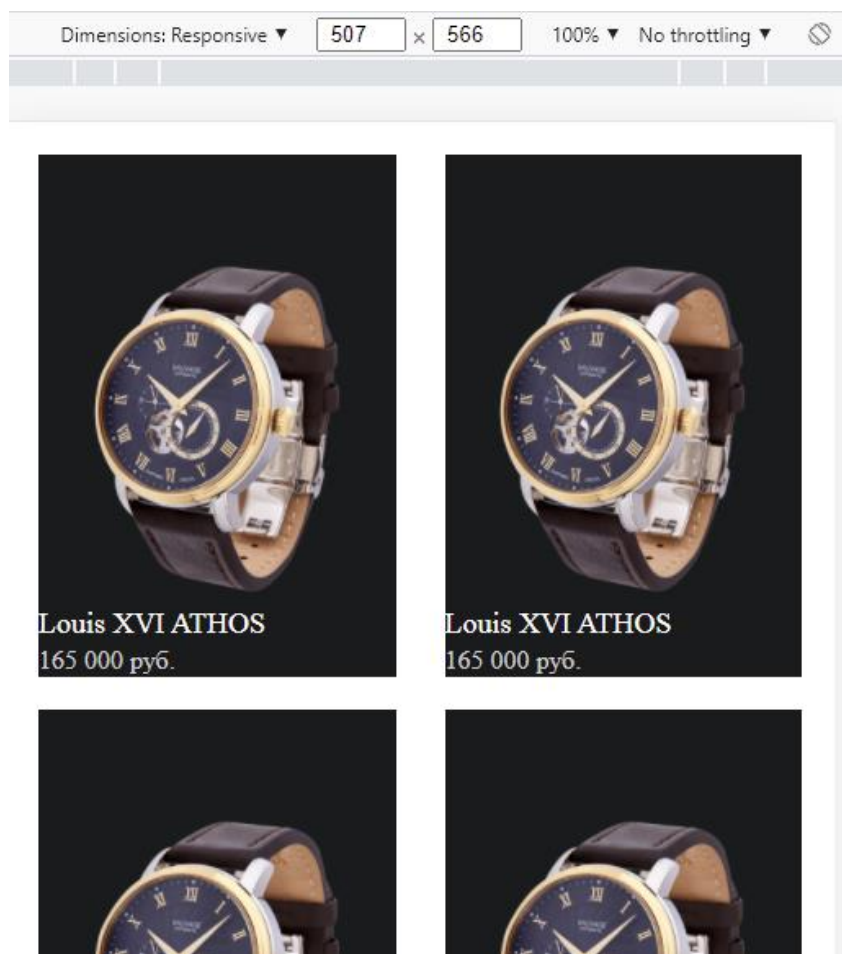 Dimensions: Responsive ▼ 507 × 566 100% ▼ No throttling ▼
Louis XVI ATHOS
165 000 руб.
Louis XVI ATHOS
165 000 руб.